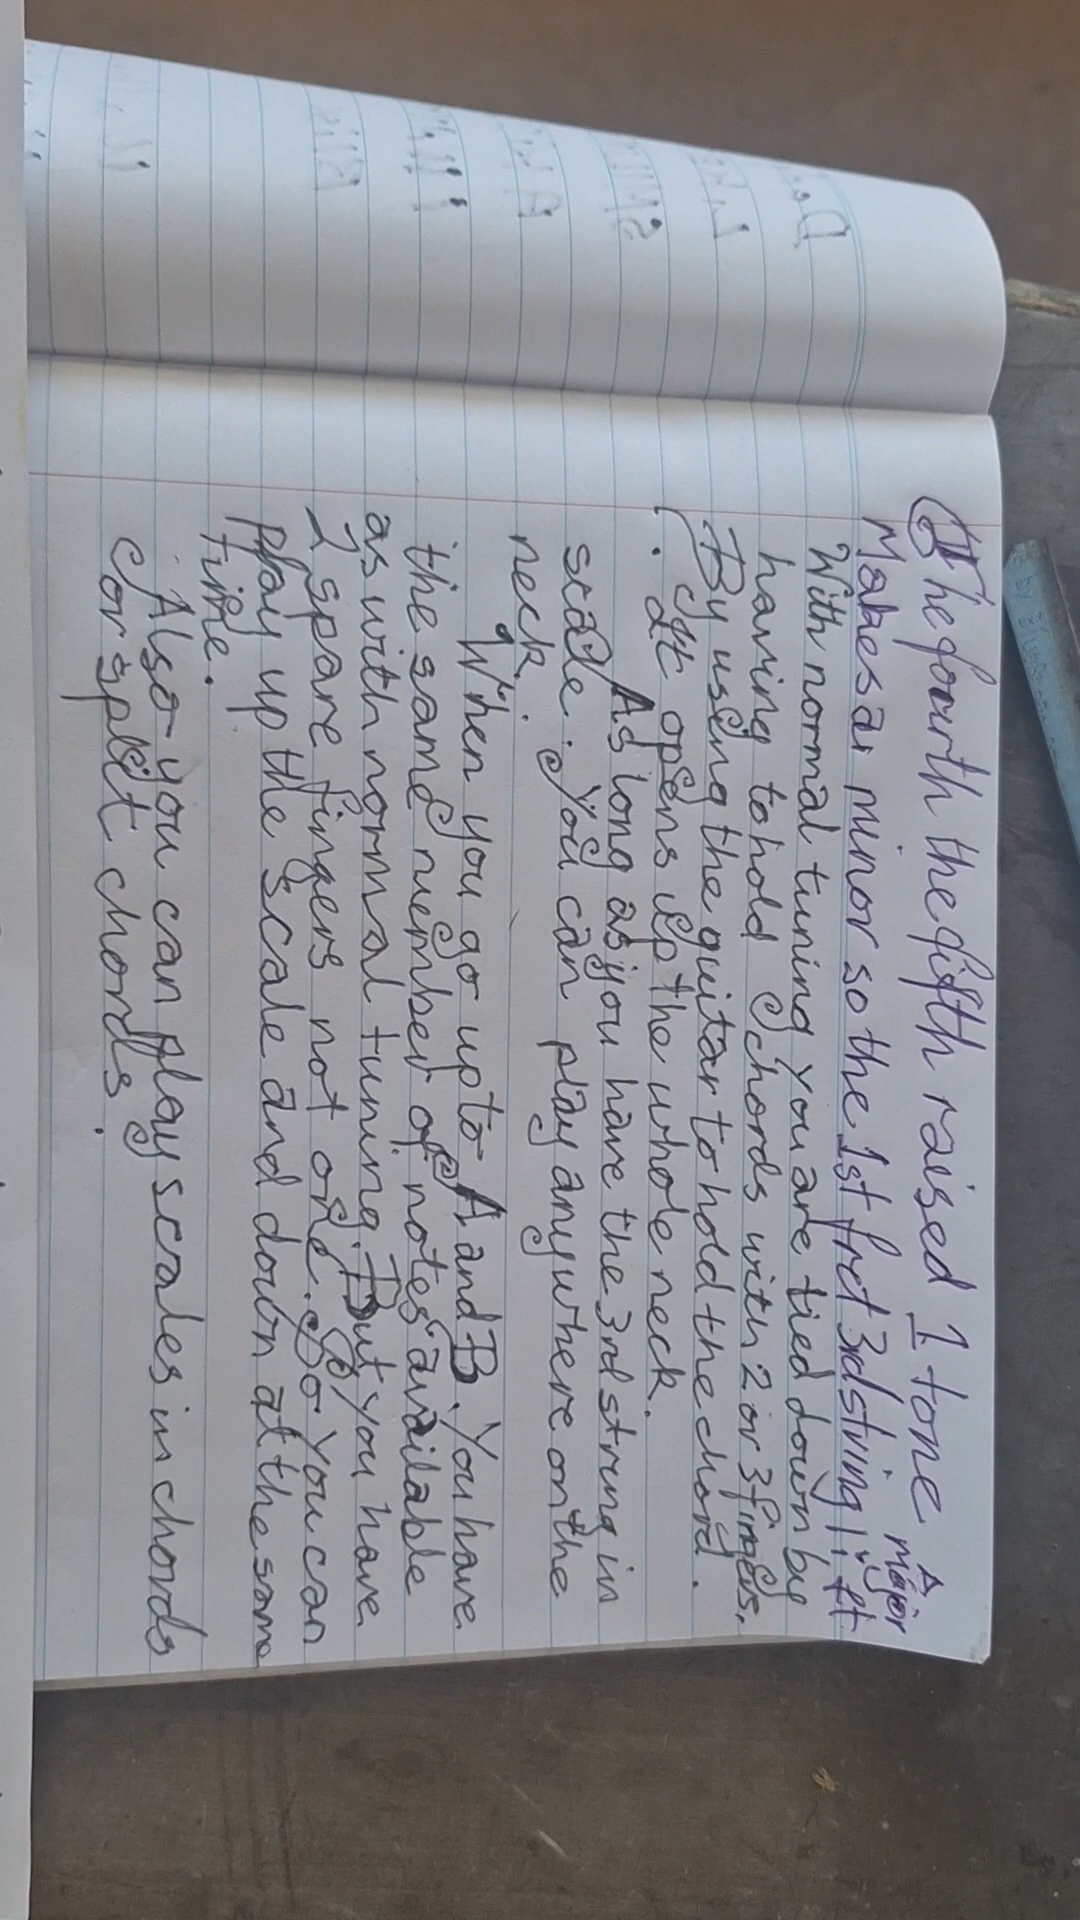 The fourth the fifth raised 1 tone A major
Makes a minor so the 1st fret 3rd string lift
With normal tuning you are tied down by
having to hold chords with 2 or 3 fingers.
By using the guitar to hold the chord.
It opens up the whole neck.
As long as you have the 3rd string in
scale. You can play anywhere on the
neck.
When you go up to A and B. You have
the same number of notes available
as with normal tuning. But you have
2 spare fingers not one. So you can
play up the scale and down at the same
time.
Also you can play scales in chords
or split chords.